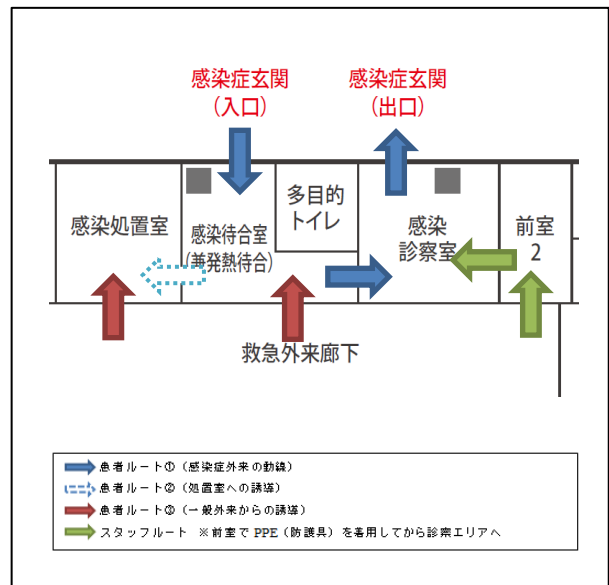 感染症玄関
(入口)
感染症玄関
(出口)
感染処置室
感染待合室
(兼発熱待合)
多目的
トイレ
感染
診察室
前室
2
救急外来廊下
患者ルート①（感染症外来の動線）
患者ルート②（処置室への誘導）
患者ルート③（一般外来からの誘導）
スタッフルート ※前室で PPE（防護具）を着用してから診察エリアへ